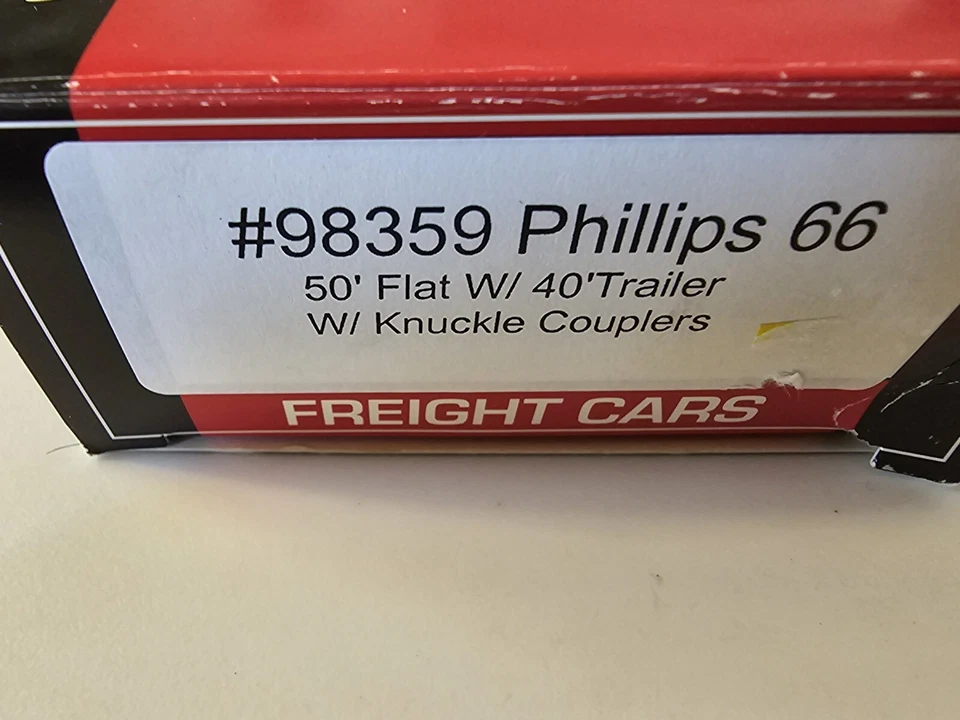 #98359 Phillips 66
50' Flat W/ 40'Trailer
W/ Knuckle Couplers
FREIGHT CARS